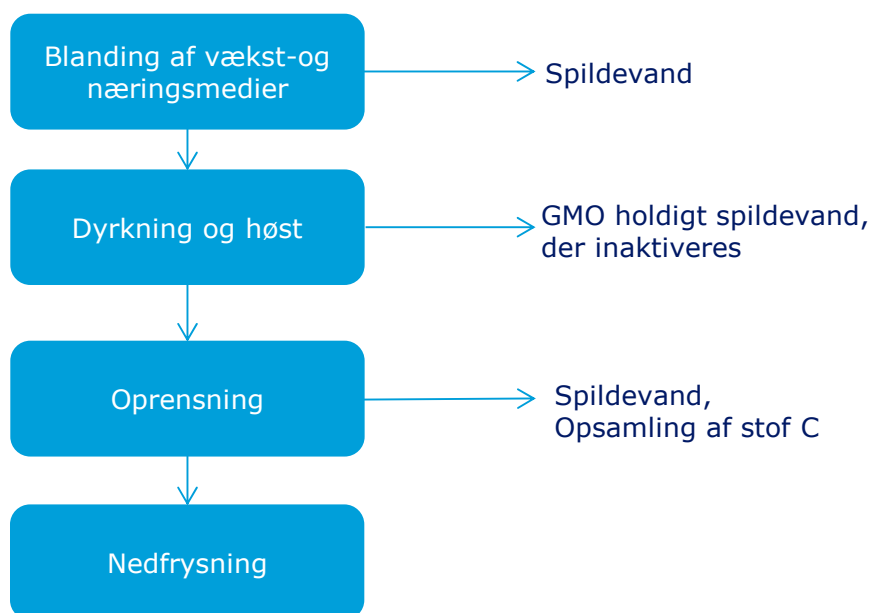 Blanding af vækst-og
næringsmedier
Spildevand
Dyrkning og høst
GMO holdigt spildevand,
der inaktiveres
Oprensning
Spildevand,
Opsamling af stof C
Nedfrysning